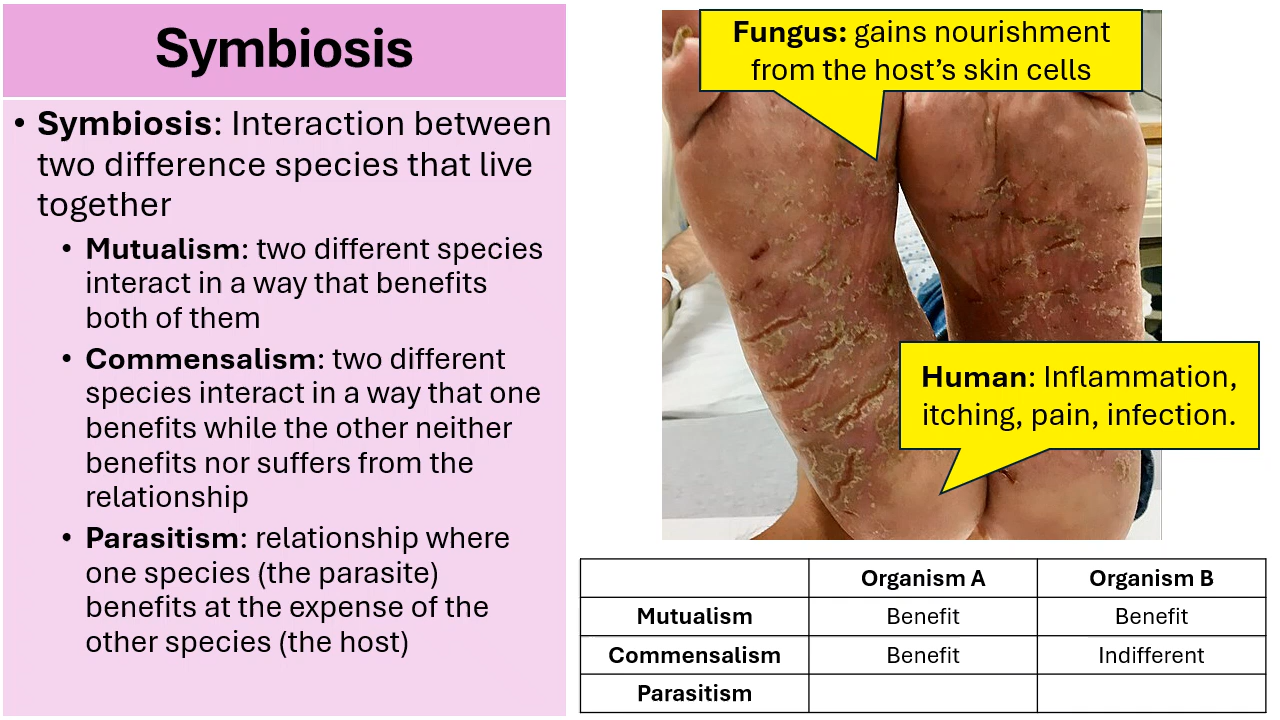 Symbiosis
• Symbiosis: Interaction between
two difference species that live
together
• Mutualism: two different species
interact in a way that benefits
both of them
• Commensalism: two different
species interact in a way that one
benefits while the other neither
benefits nor suffers from the
relationship
• Parasitism: relationship where
one species (the parasite)
benefits at the expense of the
other species (the host)
Fungus: gains nourishment
from the host’s skin cells
Human: Inflammation,
itching, pain, infection.
Organism A Organism B
Mutualism Benefit Benefit
Commensalism Benefit Indifferent
Parasitism